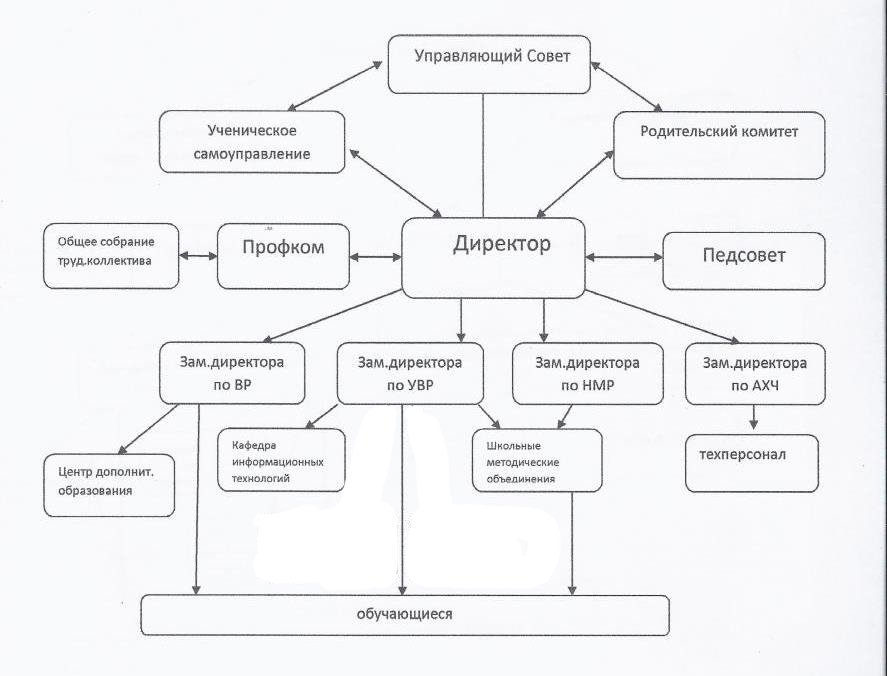 Управляющий Совет
Ученическое
самоуправление
Родительский комитет
Общее собрание
труд.коллектива
Профком
Директор
Педсовет
Зам.директора
по ВР
Зам.директора
по УВР
Зам.директора
по НМР
Зам.директора
по АХЧ
Центр дополнит.
образования
Кафедра
информационных
технологий
Школьные
методические
объединения
техперсонал
обучающиеся